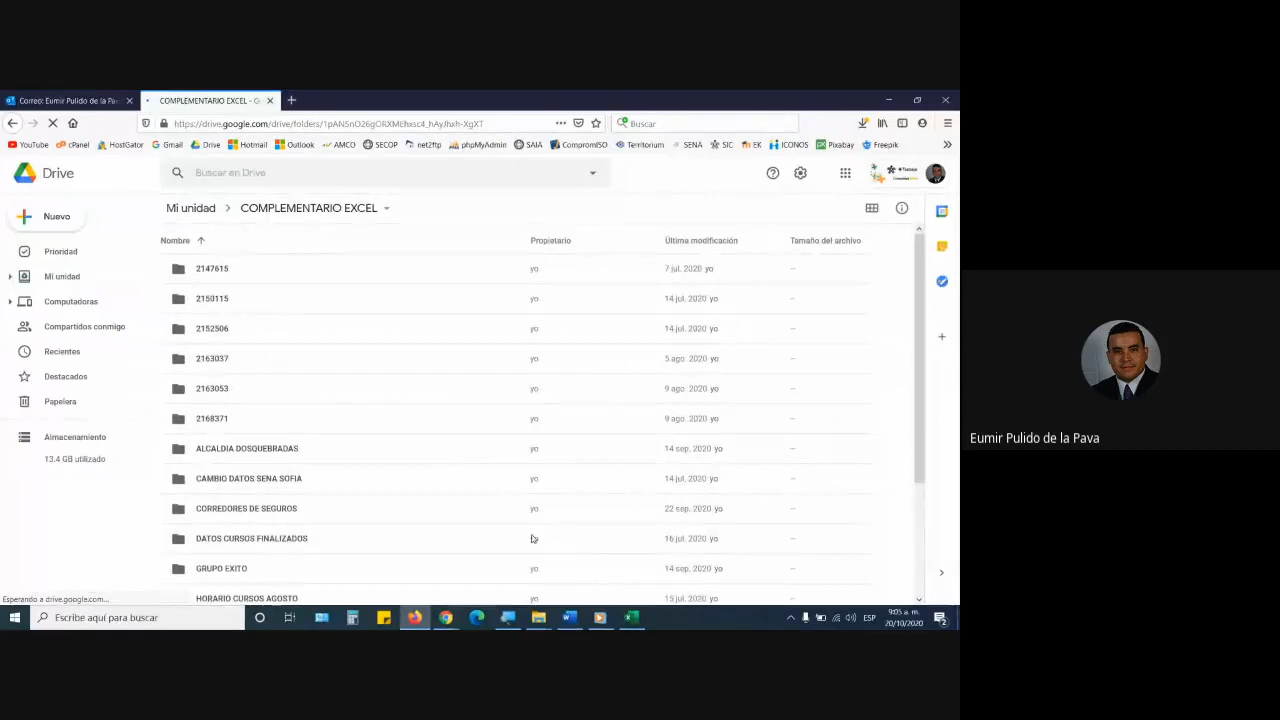 Correo: Eumir Pulido de la Pav
COMPLEMENTARIO EXCEL - G
https://drive.google.com/drive/folders/1pAN5nO26gORXMEhxsc4_hAyJhxh-XgXT
Buscar
YouTube cPanel HostGator Gmail Drive Hotmail Outlook AMCO SECOP net2ftp phpMyAdmin SAIA CompromISO Territorium SENA SIC EK ICONOS Pixabay Freepik
Drive
Buscar en Drive
Nuevo
Mi unidad > COMPLEMENTARIO EXCEL
Nombre Propietario Última modificación Tamaño del archivo
Prioridad
Mi unidad
Computadoras
Compartidos conmigo
Recientes
Destacados
Papelera
Almacenamiento
13.4 GB utilizado
2147615 yo 7 jul. 2020 yo –
2150115 yo 14 jul. 2020 yo –
2152506 yo 14 jul. 2020 yo –
2163037 yo 5 ago. 2020 yo –
2163053 yo 9 ago. 2020 yo –
2168371 yo 9 ago. 2020 yo –
ALCALDIA DOSQUEBRADAS yo 14 sep. 2020 yo –
CAMBIO DATOS SENA SOFIA yo 14 jul. 2020 yo –
CORREDORES DE SEGUROS yo 22 sep. 2020 yo –
DATOS CURSOS FINALIZADOS yo 16 jul. 2020 yo –
GRUPO EXITO yo 14 sep. 2020 yo –
HORARIO CURSOS AGOSTO yo 15 jul. 2020 yo –
Esperando a drive.google.com...
Escribe aquí para buscar
ESP
9:05 a. m.
20/10/2020
2
Eumir Pulido de la Pava